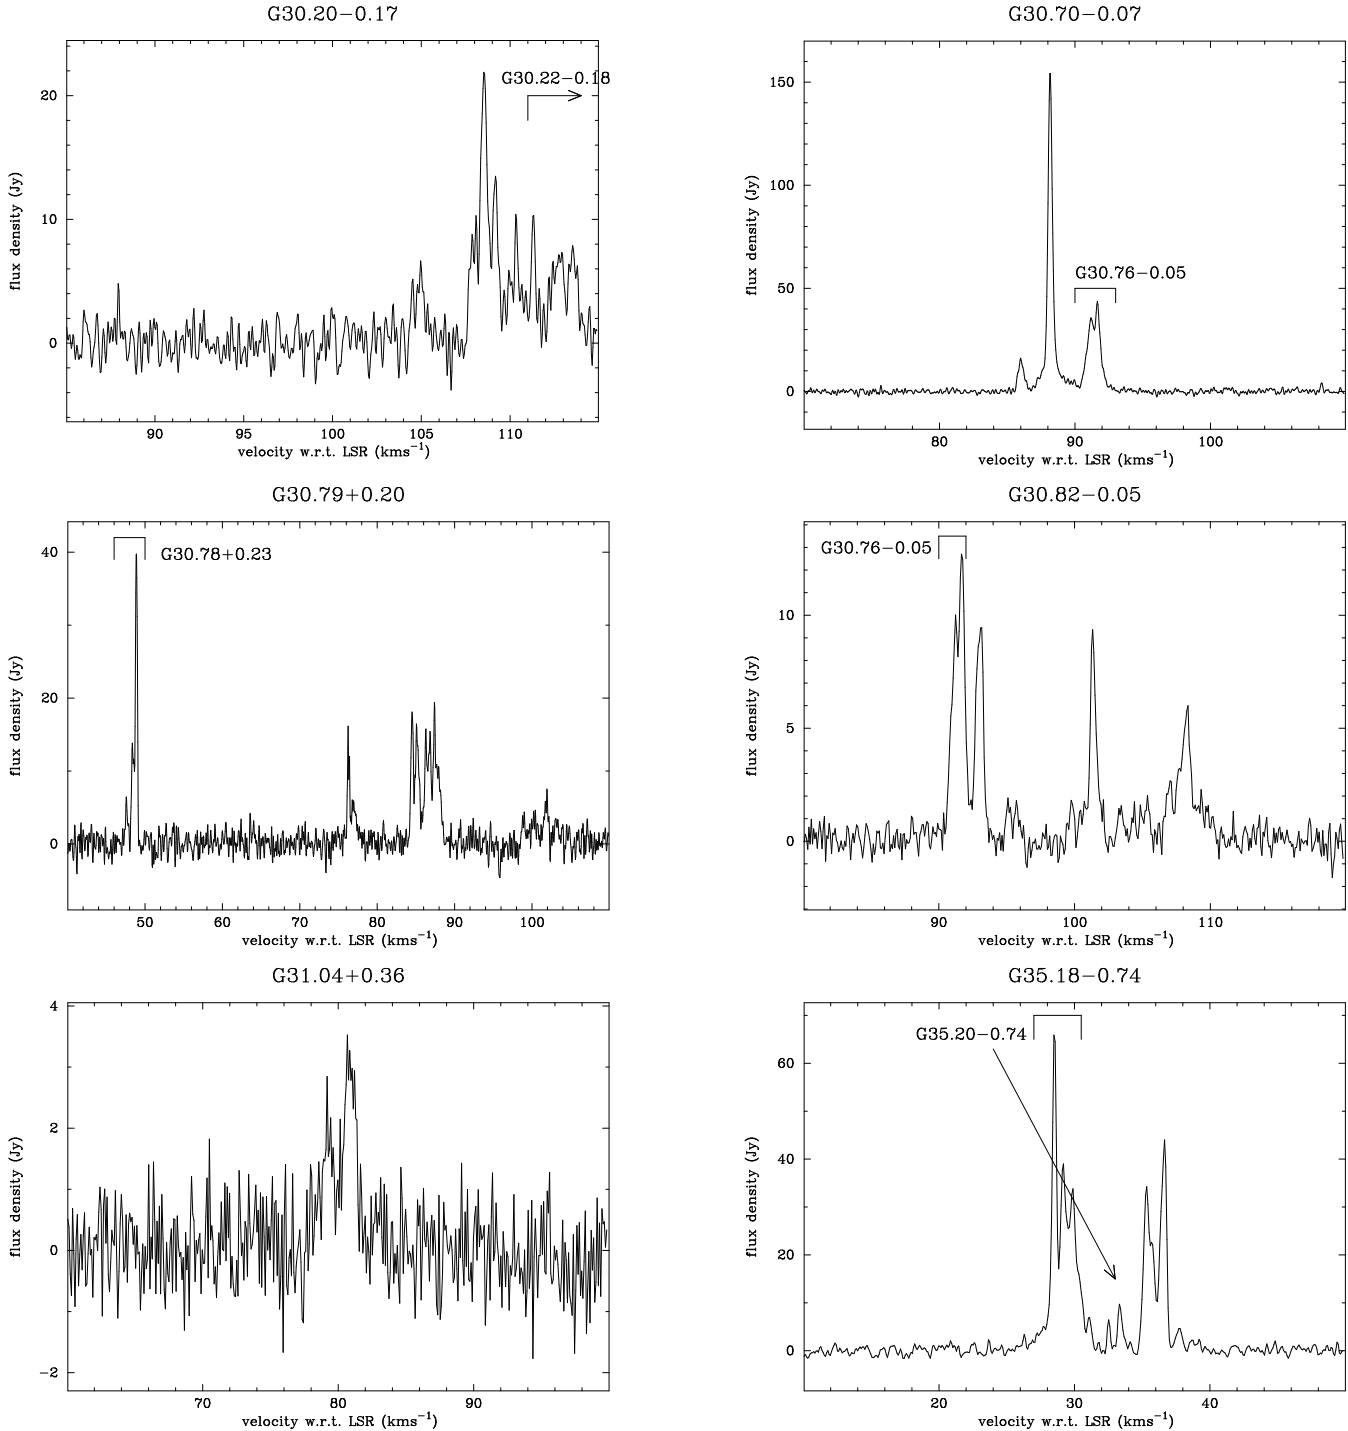 G30.20−0.17
G30.22−0.18
20
10
0
flux density (Jy)
90 95 100 105 110
velocity w.r.t. LSR (kms⁻¹)
G30.70−0.07
150
100
50
0
flux density (Jy)
G30.76−0.05
80 90 100
velocity w.r.t. LSR (kms⁻¹)
G30.79+0.20
G30.78+0.23
40
20
0
flux density (Jy)
50 60 70 80 90 100
velocity w.r.t. LSR (kms⁻¹)
G30.82−0.05
G30.76−0.05
10
5
0
flux density (Jy)
90 100 110
velocity w.r.t. LSR (kms⁻¹)
G31.04+0.36
4
2
0
−2
flux density (Jy)
70 80 90
velocity w.r.t. LSR (kms⁻¹)
G35.18−0.74
G35.20−0.74
60
40
20
0
flux density (Jy)
20 30 40
velocity w.r.t. LSR (kms⁻¹)